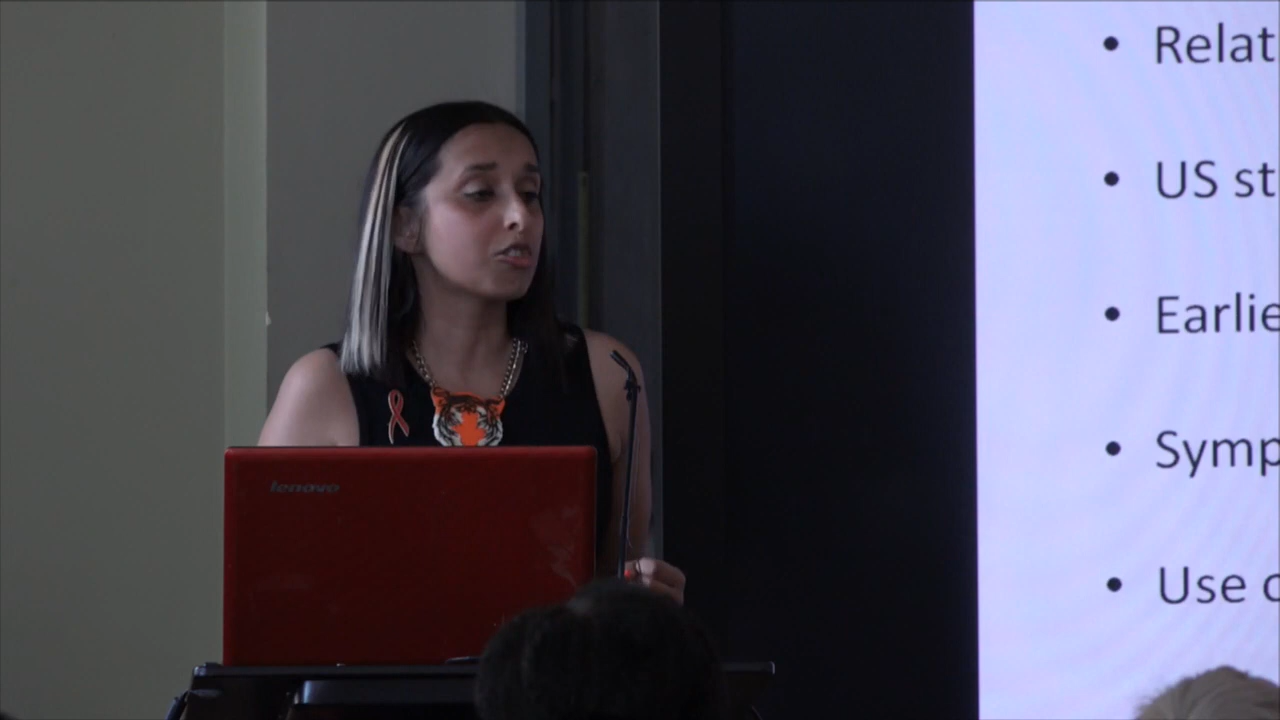 • Relat
• US st
• Earlie
• Symp
• Use
lenovo